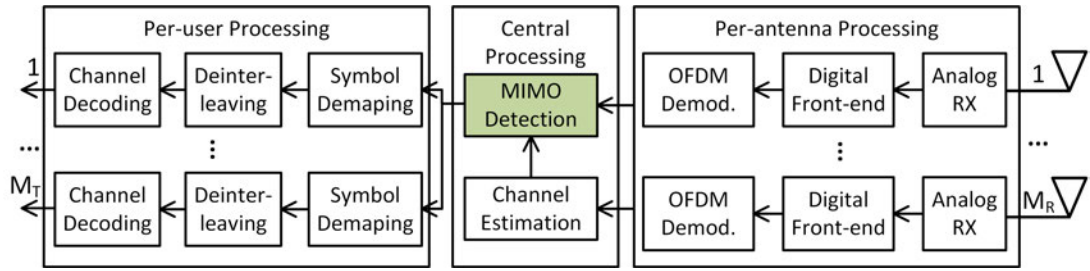 Per-user Processing
Central
Processing
Per-antenna Processing
1
Channel
Decoding
Deinter-
leaving
Symbol
Demaping
MIMO
Detection
OFDM
Demod.
Digital
Front-end
Analog
RX
1
...
...
...
...
M_T
Channel
Decoding
Deinter-
leaving
Symbol
Demaping
Channel
Estimation
OFDM
Demod.
Digital
Front-end
Analog
RX
M_R